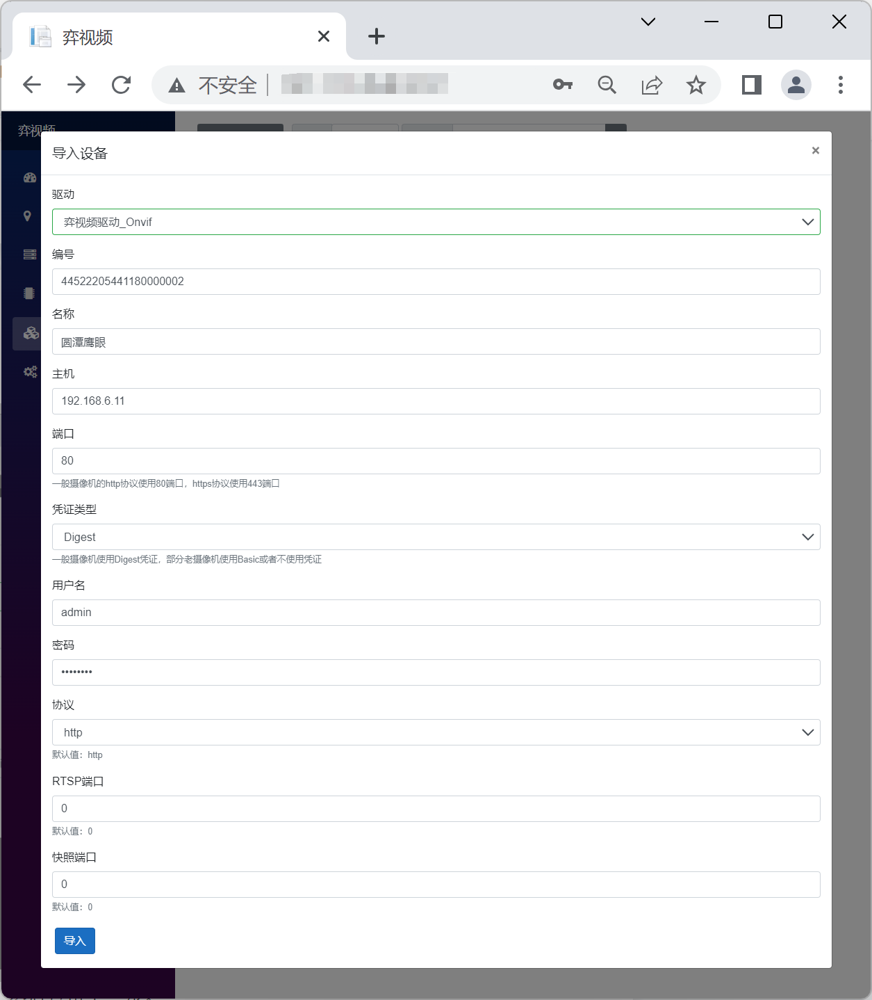 弈视频
不安全
弈视频
导入设备
驱动
弈视频驱动_Onvif
编号
44522205441180000002
名称
圆潭鹰眼
主机
192.168.6.11
端口
80
一般摄像机的http协议使用80端口，https协议使用443端口
凭证类型
Digest
一般摄像机使用Digest凭证，部分老摄像机使用Basic或者不使用凭证
用户名
admin
密码
••••••••
协议
http
默认值：http
RTSP端口
0
默认值：0
快照端口
0
默认值：0
导入